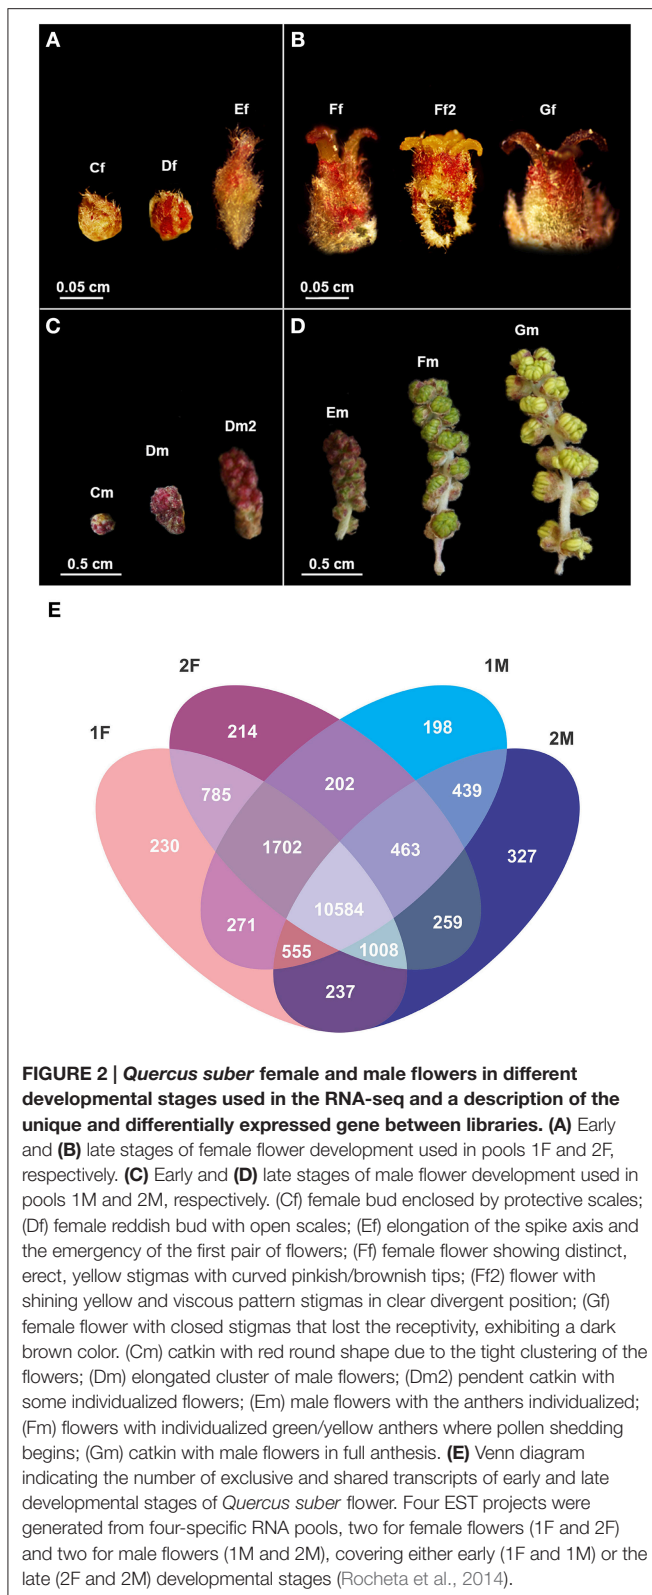 A
B
Ef
Ff
Ff2
Gf
Cf
Df
0.05 cm
0.05 cm
C
D
Gm
Fm
Em
Dm2
Dm
Cm
0.5 cm
0.5 cm
E
2F
1M
1F
2M
214
198
785
202
439
230
1702
463
327
271
10584
259
555
1008
237
FIGURE 2 | Quercus suber female and male flowers in different
developmental stages used in the RNA-seq and a description of the
unique and differentially expressed gene between libraries. (A) Early
and (B) late stages of female flower development used in pools 1F and 2F,
respectively. (C) Early and (D) late stages of male flower development used in
pools 1M and 2M, respectively. (Cf) female bud enclosed by protective scales;
(Df) female reddish bud with open scales; (Ef) elongation of the spike axis and
the emergency of the first pair of flowers; (Ff) female flower showing distinct,
erect, yellow stigmas with curved pinkish/brownish tips; (Ff2) flower with
shining yellow and viscous pattern stigmas in clear divergent position; (Gf)
female flower with closed stigmas that lost the receptivity, exhibiting a dark
brown color. (Cm) catkin with red round shape due to the tight clustering of the
flowers; (Dm) elongated cluster of male flowers; (Dm2) pendent catkin with
some individualized flowers; (Em) male flowers with the anthers individualized;
(Fm) flowers with individualized green/yellow anthers where pollen shedding
begins; (Gm) catkin with male flowers in full anthesis. (E) Venn diagram
indicating the number of exclusive and shared transcripts of early and late
developmental stages of Quercus suber flower. Four EST projects were
generated from four-specific RNA pools, two for female flowers (1F and 2F)
and two for male flowers (1M and 2M), covering either early (1F and 1M) or the
late (2F and 2M) developmental stages (Rocheta et al., 2014).